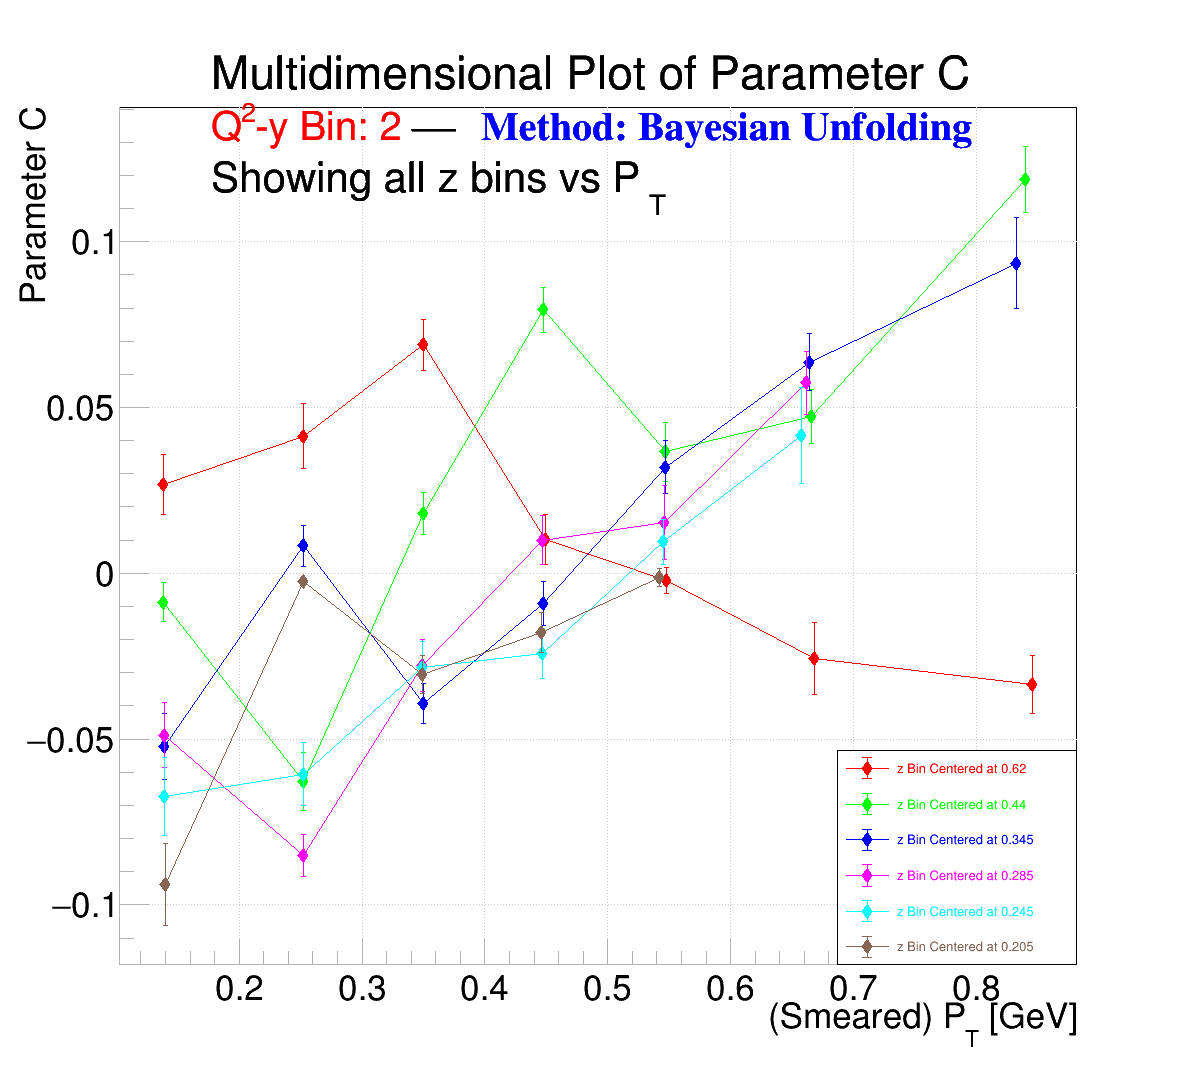 Multidimensional Plot of Parameter C
Q²-y Bin: 2 — Method: Bayesian Unfolding
Showing all z bins vs P_T
Parameter C
0.1
0.05
0
−0.05
−0.1
z Bin Centered at 0.62
z Bin Centered at 0.44
z Bin Centered at 0.345
z Bin Centered at 0.285
z Bin Centered at 0.245
z Bin Centered at 0.205
0.2 0.3 0.4 0.5 0.6 0.7 0.8
(Smeared) P_T [GeV]